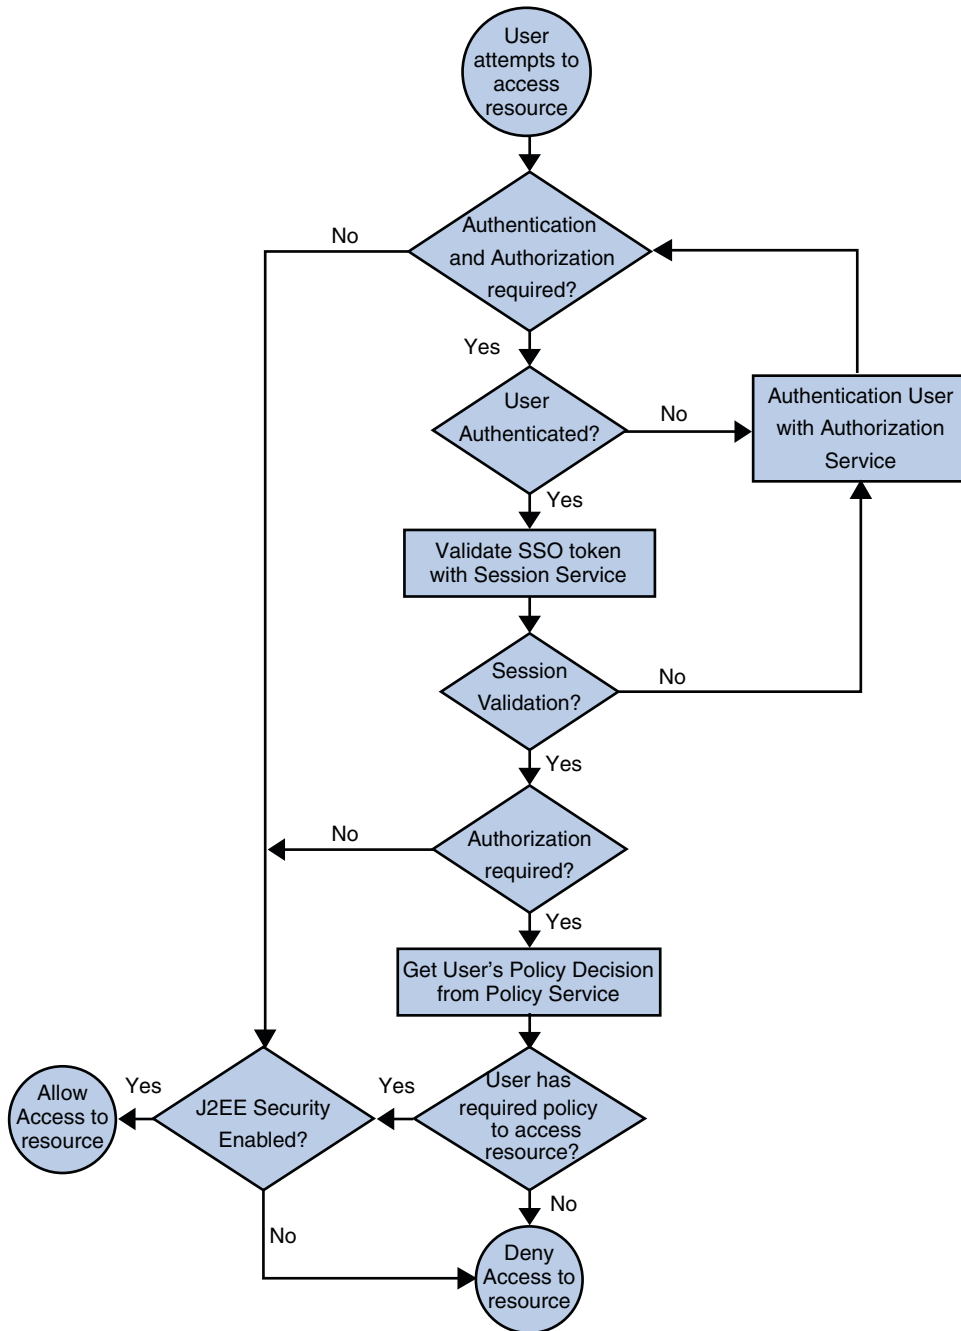 User
attempts to
access
resource
Authentication
and Authorization
required?
No
Yes
User
Authenticated?
No
Authentication User
with Authorization
Service
Yes
Validate SSO token
with Session Service
Session
Validation?
No
Yes
Authorization
required?
No
Yes
Get User's Policy Decision
from Policy Service
User has
required policy
to access
resource?
Yes
J2EE Security
Enabled?
Yes
Allow
Access to
resource
No
No
Deny
Access to
resource